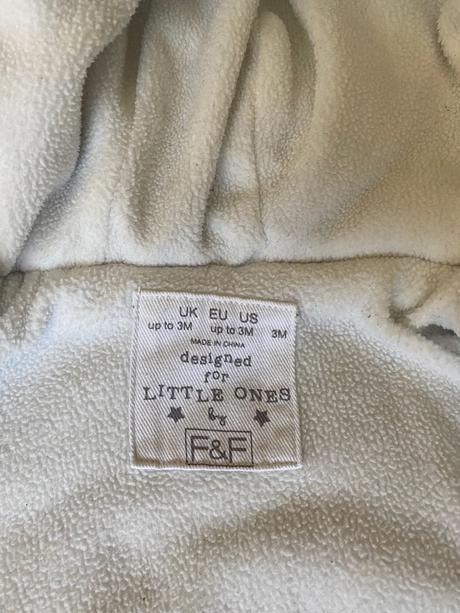 UK EU US
up to 3M up to 3M 3M
MADE IN CHINA
designed
for
LITTLE ONES
by
F&F